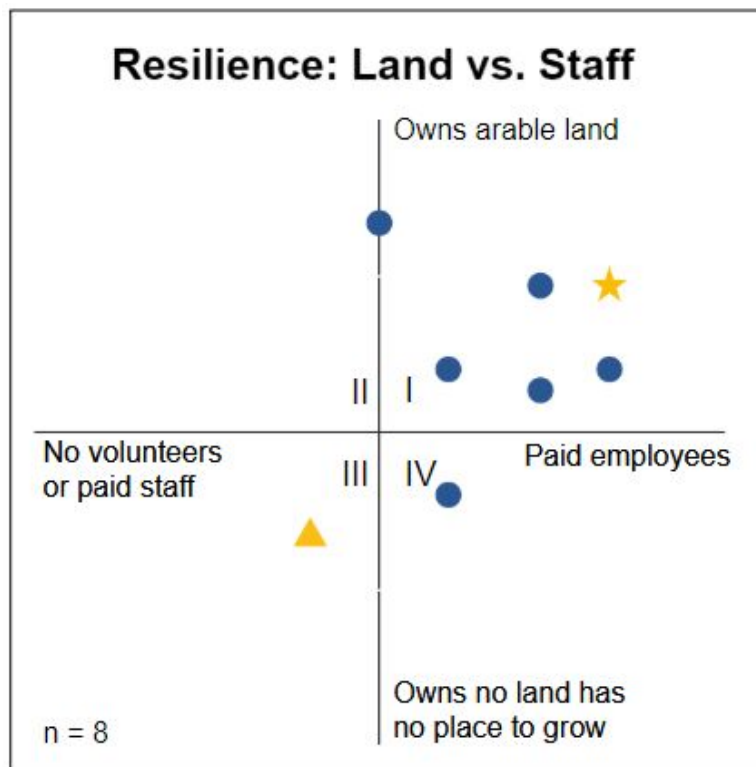 Resilience: Land vs. Staff
Owns arable land
II
I
No volunteers
or paid staff
Paid employees
III
IV
Owns no land has
no place to grow
n = 8